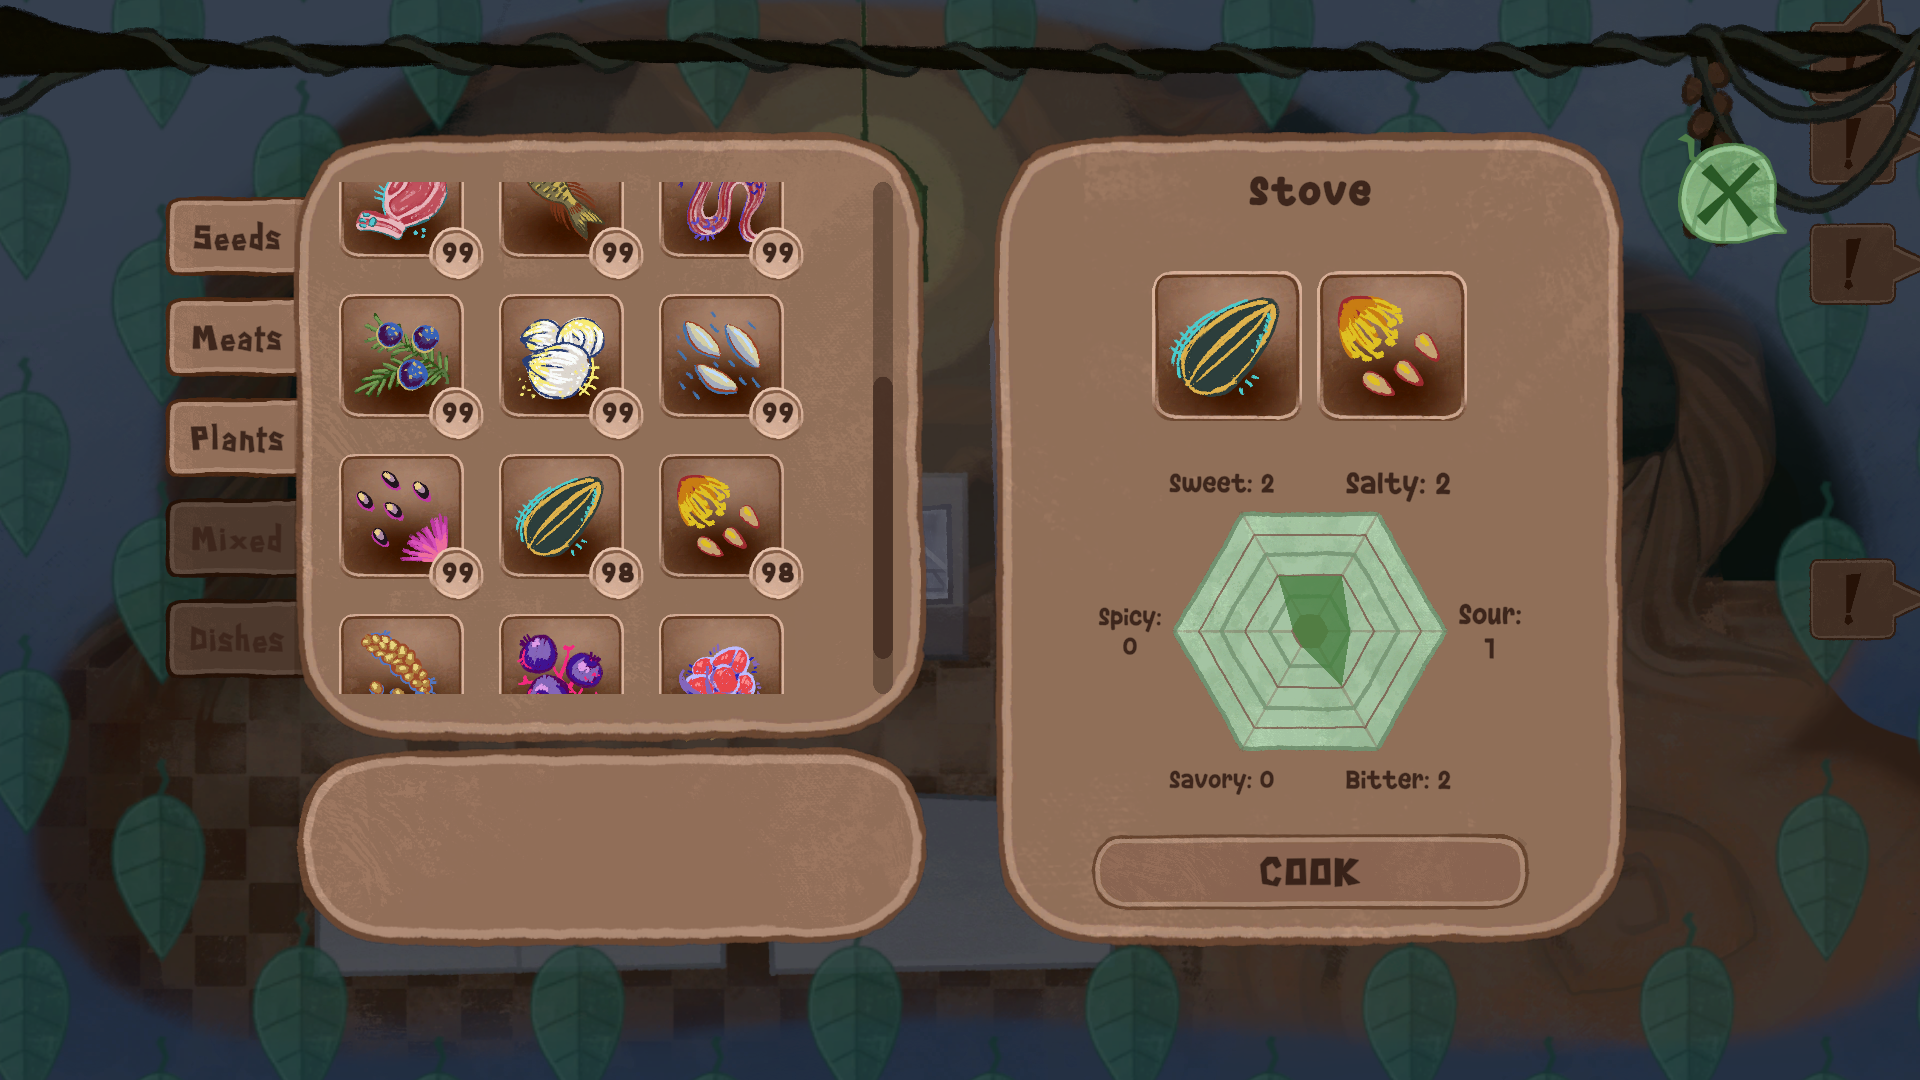 Seeds
Meats
Plants
Mixed
Dishes
99
99
99
99
99
99
99
98
98
Stove
Sweet: 2
Salty: 2
Spicy:
0
Sour:
1
Savory: 0
Bitter: 2
COOK
!
!
!
!